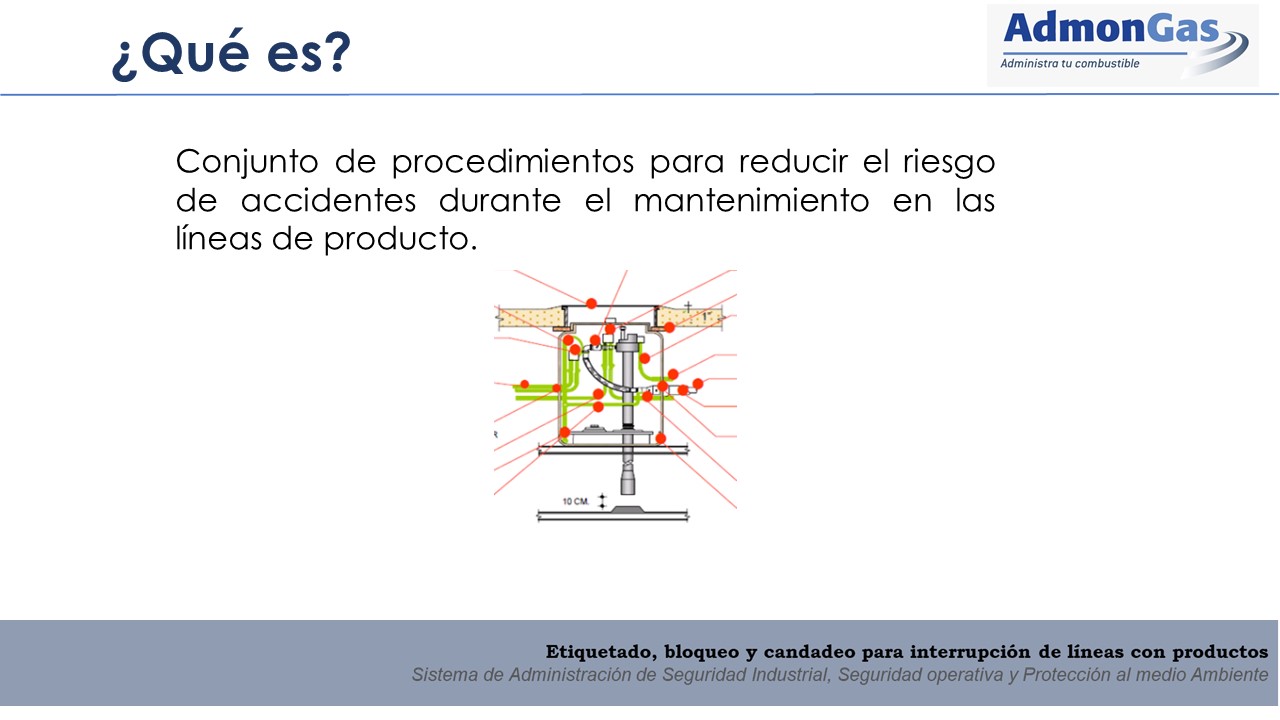 ¿Qué es?
AdmonGas
Administra tu combustible
Conjunto de procedimientos para reducir el riesgo
de accidentes durante el mantenimiento en las
líneas de producto.
R
10 CM.
Etiquetado, bloqueo y candadeo para interrupción de líneas con productos
Sistema de Administración de Seguridad Industrial, Seguridad operativa y Protección al medio Ambiente